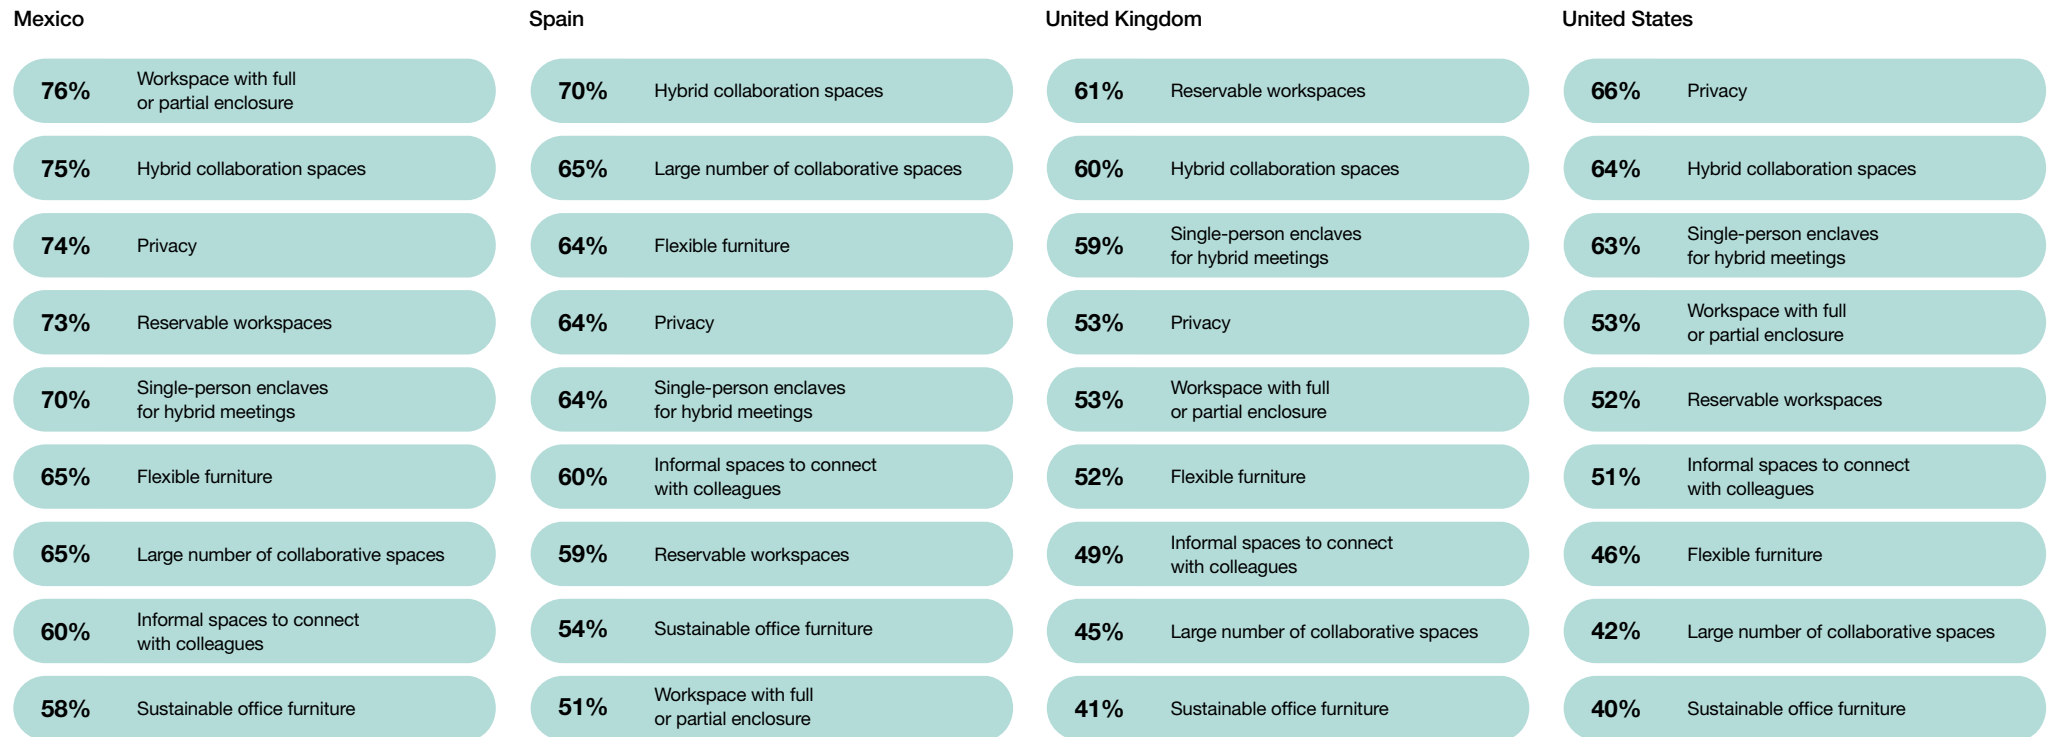 Mexico
76% Workspace with full
or partial enclosure
75% Hybrid collaboration spaces
74% Privacy
73% Reservable workspaces
70% Single-person enclaves
for hybrid meetings
65% Flexible furniture
65% Large number of collaborative spaces
60% Informal spaces to connect
with colleagues
58% Sustainable office furniture
Spain
70% Hybrid collaboration spaces
65% Large number of collaborative spaces
64% Flexible furniture
64% Privacy
64% Single-person enclaves
for hybrid meetings
60% Informal spaces to connect
with colleagues
59% Reservable workspaces
54% Sustainable office furniture
51% Workspace with full
or partial enclosure
United Kingdom
61% Reservable workspaces
60% Hybrid collaboration spaces
59% Single-person enclaves
for hybrid meetings
53% Privacy
53% Workspace with full
or partial enclosure
52% Flexible furniture
49% Informal spaces to connect
with colleagues
45% Large number of collaborative spaces
41% Sustainable office furniture
United States
66% Privacy
64% Hybrid collaboration spaces
63% Single-person enclaves
for hybrid meetings
53% Workspace with full
or partial enclosure
52% Reservable workspaces
51% Informal spaces to connect
with colleagues
46% Flexible furniture
42% Large number of collaborative spaces
40% Sustainable office furniture